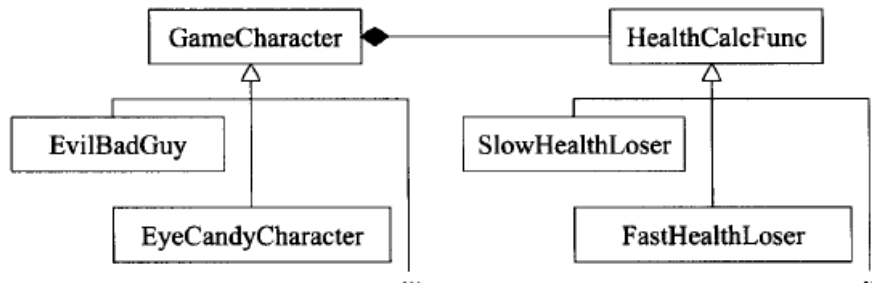 GameCharacter
HealthCalcFunc
EvilBadGuy
SlowHealthLoser
EyeCandyCharacter
FastHealthLoser